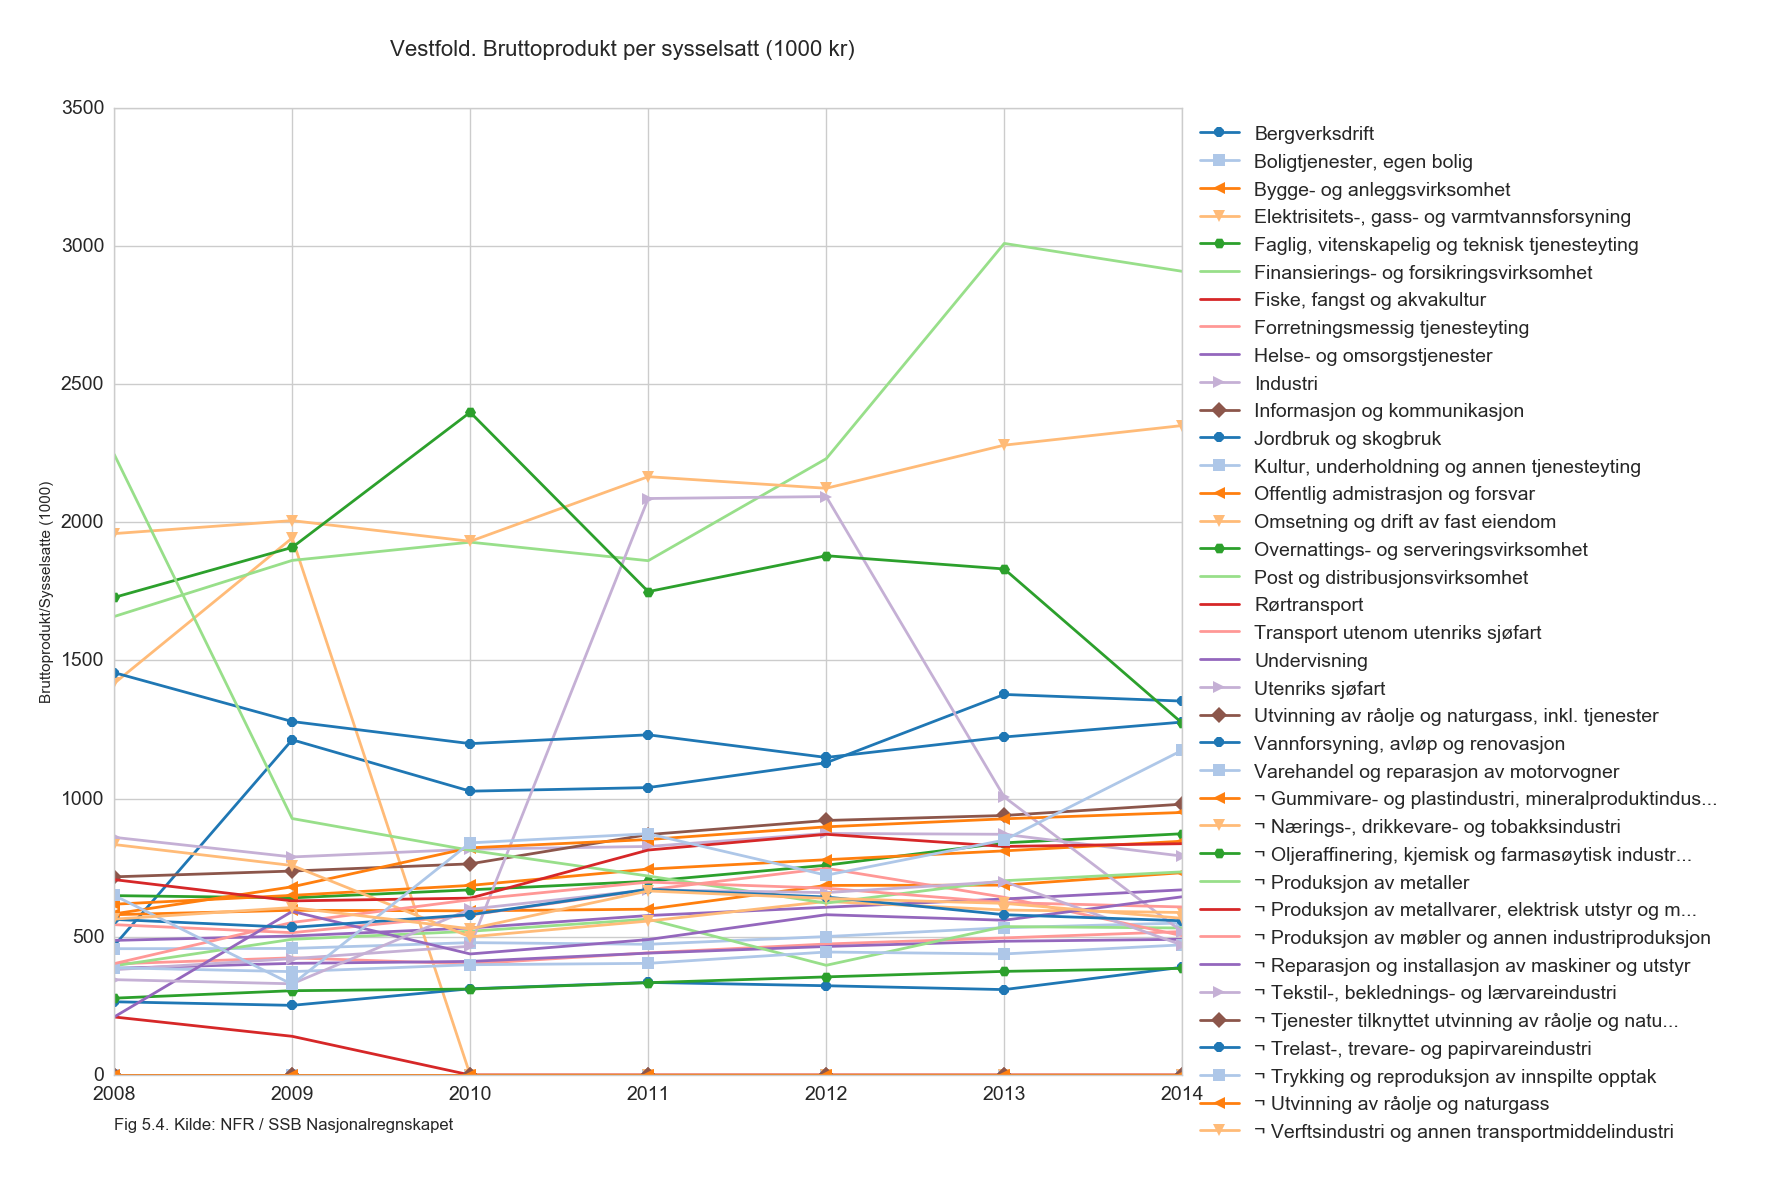 Vestfold. Bruttoprodukt per sysselsatt (1000 kr)
3500
3000
2500
2000
1500
1000
500
0
Bruttoprodukt/Sysselsatte (1000)
2008 2009 2010 2011 2012 2013 2014
Bergverksdrift
Boligtjenester, egen bolig
Bygge- og anleggsvirksomhet
Elektrisitets-, gass- og varmtvannsforsyning
Faglig, vitenskapelig og teknisk tjenesteyting
Finansierings- og forsikringsvirksomhet
Fiske, fangst og akvakultur
Forretningsmessig tjenesteyting
Helse- og omsorgstjenester
Industri
Informasjon og kommunikasjon
Jordbruk og skogbruk
Kultur, underholdning og annen tjenesteyting
Offentlig admistrasjon og forsvar
Omsetning og drift av fast eiendom
Overnattings- og serveringsvirksomhet
Post og distribusjonsvirksomhet
Rørtransport
Transport utenom utenriks sjøfart
Undervisning
Utenriks sjøfart
Utvinning av råolje og naturgass, inkl. tjenester
Vannforsyning, avløp og renovasjon
Varehandel og reparasjon av motorvogner
¬ Gummivare- og plastindustri, mineralproduktindus...
¬ Nærings-, drikkevare- og tobakksindustri
¬ Oljeraffinering, kjemisk og farmasøytisk industr...
¬ Produksjon av metaller
¬ Produksjon av metallvarer, elektrisk utstyr og m...
¬ Produksjon av møbler og annen industriproduksjon
¬ Reparasjon og installasjon av maskiner og utstyr
¬ Tekstil-, beklednings- og lærvareindustri
¬ Tjenester tilknyttet utvinning av råolje og natu...
¬ Trelast-, trevare- og papirvareindustri
¬ Trykking og reproduksjon av innspilte opptak
¬ Utvinning av råolje og naturgass
¬ Verftsindustri og annen transportmiddelindustri
Fig 5.4. Kilde: NFR / SSB Nasjonalregnskapet